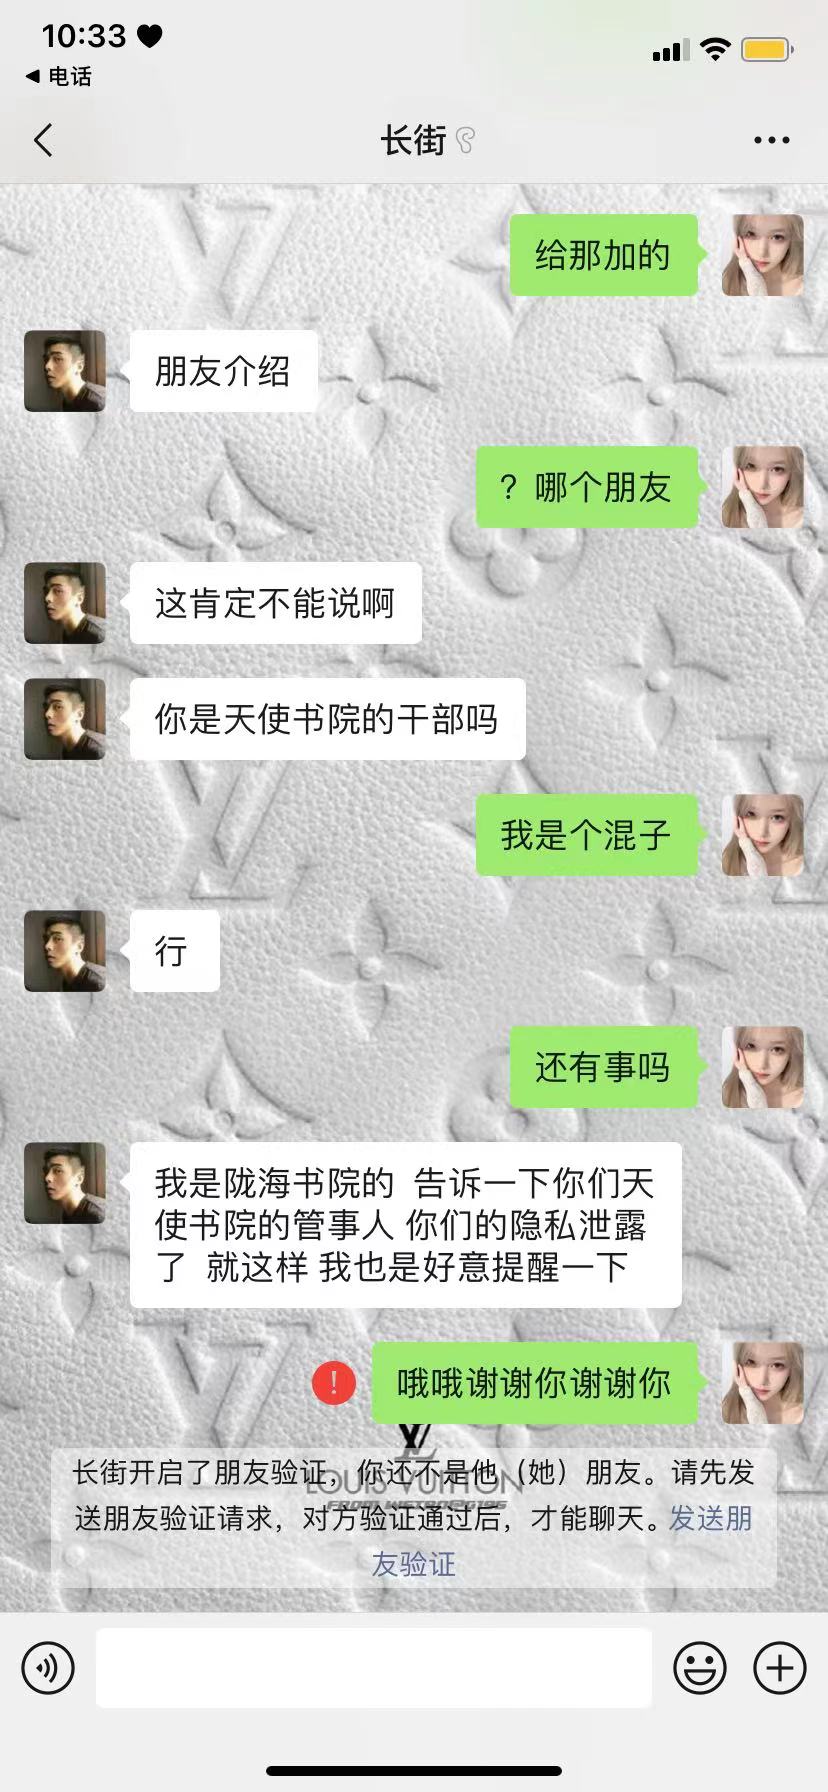 10:33
电话
长街
给那加的
朋友介绍
？哪个朋友
这肯定不能说啊
你是天使书院的干部吗
我是个混子
行
还有事吗
我是陇海书院的 告诉一下你们天
使书院的管事人 你们的隐私泄露
了 就这样 我也是好意提醒一下
哦哦谢谢你谢谢你
长街开启了朋友验证，你还不是他（她）朋友。请先发
送朋友验证请求，对方验证通过后，才能聊天。发送朋
友验证
LOUIS VUITTON